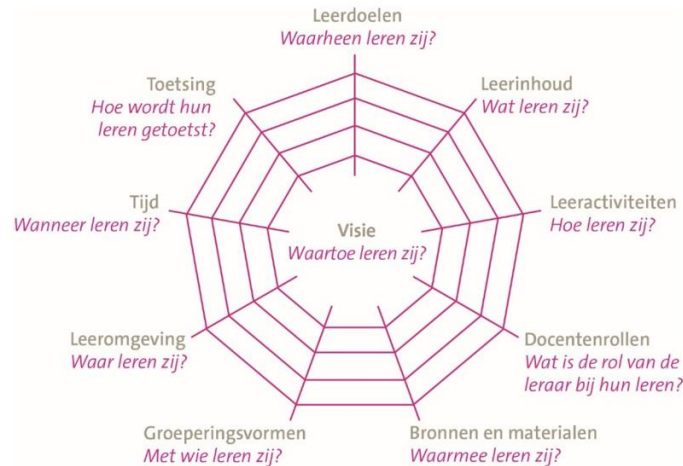 Leerdoelen
Waarheen leren zij?
Leerinhoud
Wat leren zij?
Leeractiviteiten
Hoe leren zij?
Docentenrollen
Wat is de rol van de
leraar bij hun leren?
Bronnen en materialen
Waarmee leren zij?
Groeperingsvormen
Met wie leren zij?
Leeromgeving
Waar leren zij?
Tijd
Wanneer leren zij?
Toetsing
Hoe wordt hun
leren getoetst?
Visie
Waartoe leren zij?